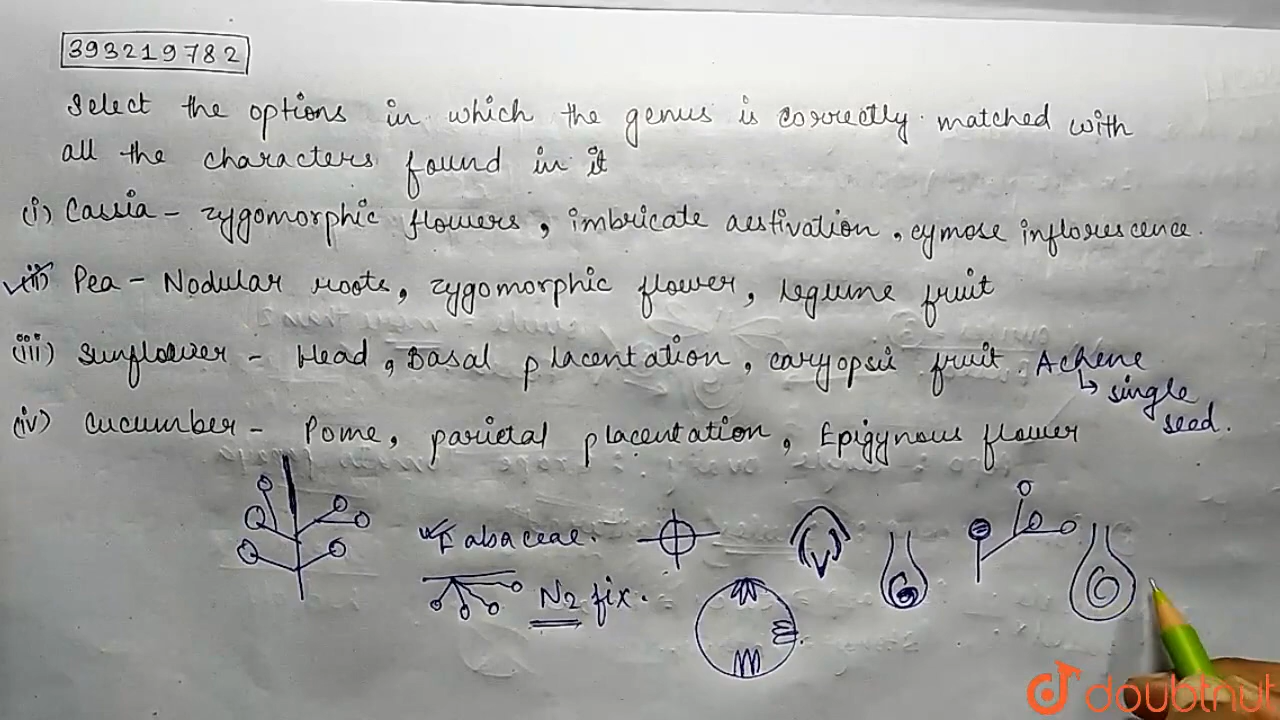 393219782
Select the options in which the genus is correctly matched with
all the characters found in it
(i) Cassia - zygomorphic flowers, imbricate aestivation, cymose inflorescence.
(ii) Pea - Nodular roots, zygomorphic flower, legume fruit
(iii) Sunflower - Head, Basal placentation, caryopsis fruit. Achene
↳ single
seed.
(iv) Cucumber - Pome, parietal placentation, Epigynous flower
Fabaceae.
N2 fix.
doubtnut